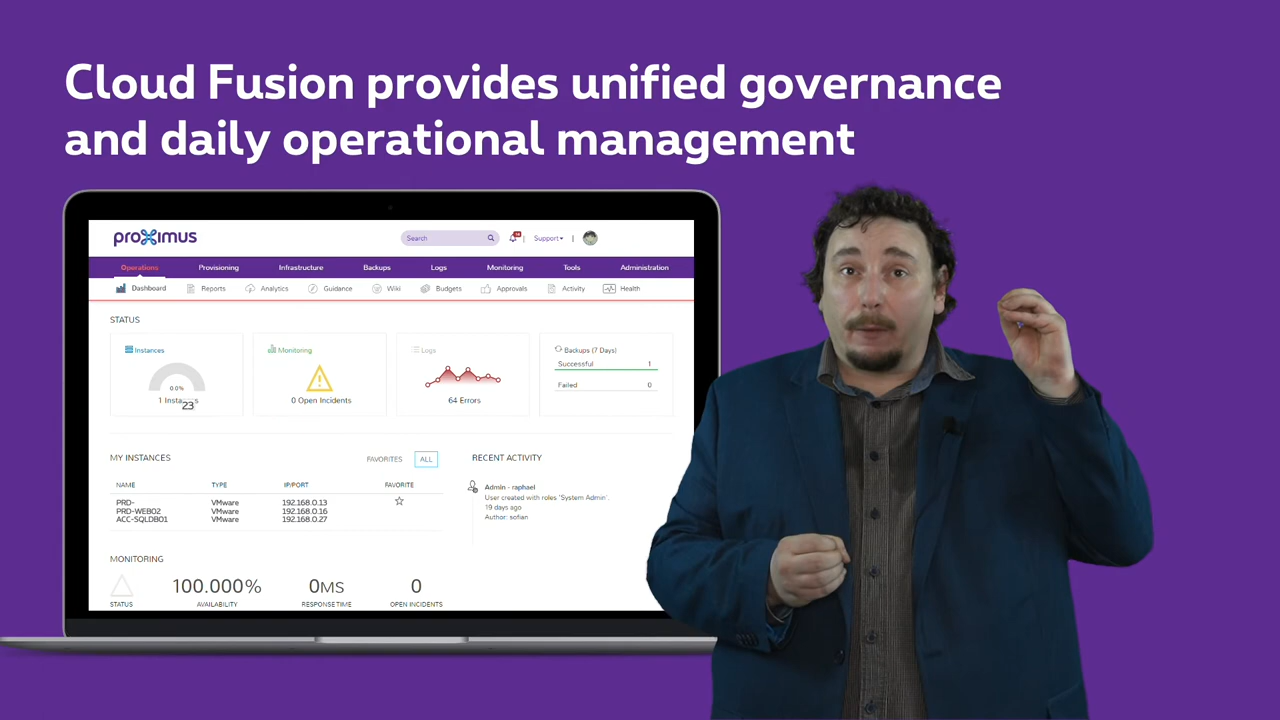 Cloud Fusion provides unified governance
and daily operational management
proximus
Search
Support
Operations Provisioning Infrastructure Backups Logs Monitoring Tools Administration
Dashboard Reports Analytics Guidance Wiki Budgets Approvals Activity Health
STATUS
Instances
0.0%
23
Monitoring
0 Open Incidents
Logs
64 Errors
Backups (7 Days)
Successful 1
Failed 0
MY INSTANCES FAVORITES ALL
NAME TYPE IP/PORT FAVORITE
PRD- VMware 192.168.0.13
PRD-WEB02 VMware 192.168.0.16
ACC-SQLDB01 VMware 192.168.0.27
RECENT ACTIVITY
Admin - raphael
User created with roles 'System Admin'.
19 days ago
Author: sofian
MONITORING
100.000% 0MS 0
STATUS AVAILABILITY RESPONSE TIME OPEN INCIDENTS